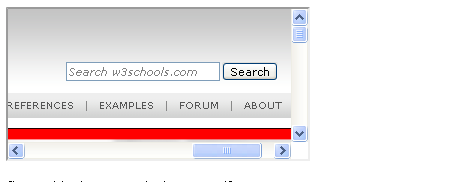 Search w3schools.com Search
REFERENCES | EXAMPLES | FORUM | ABOUT